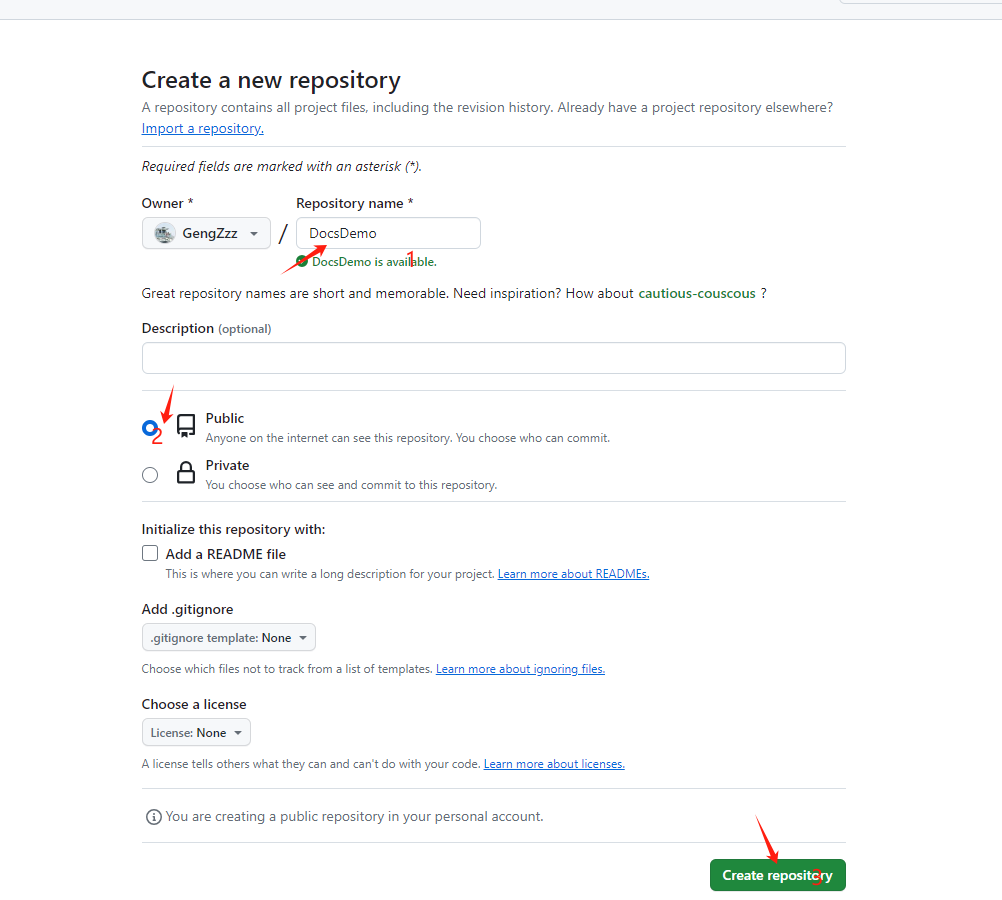 Create a new repository
A repository contains all project files, including the revision history. Already have a project repository elsewhere?
Import a repository.
Required fields are marked with an asterisk (*).
Owner * Repository name *
GengZzz / DocsDemo
DocsDemo is available. 1
Great repository names are short and memorable. Need inspiration? How about cautious-couscous ?
Description (optional)
Public
2 Anyone on the internet can see this repository. You choose who can commit.
Private
You choose who can see and commit to this repository.
Initialize this repository with:
Add a README file
This is where you can write a long description for your project. Learn more about READMEs.
Add .gitignore
.gitignore template: None
Choose which files not to track from a list of templates. Learn more about ignoring files.
Choose a license
License: None
A license tells others what they can and can't do with your code. Learn more about licenses.
You are creating a public repository in your personal account.
Create repository 3